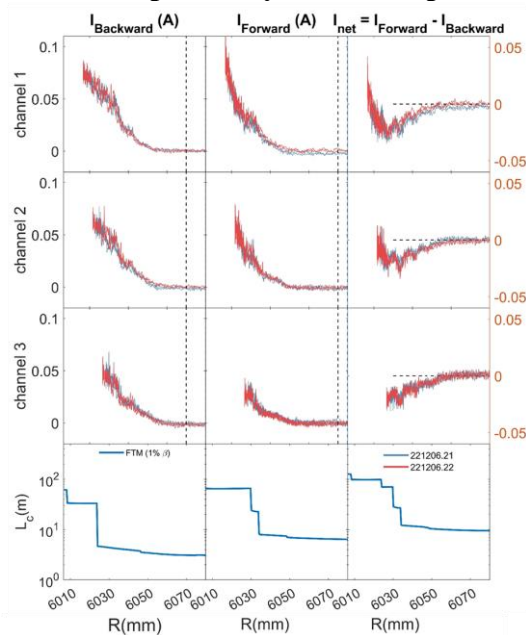 I_Backward (A) I_Forward (A) I_net = I_Forward - I_Backward
channel 1
0.1
0.05
0
0
-0.05
channel 2
0.1
0.05
0
0.05
0
-0.05
channel 3
0.1
0.05
0
0.05
0
-0.05
L_c(m)
10^2
10^1
10^0
FTM (1% β)
221206.21
221206.22
6010 6030 6050 6070 6010 6030 6050 6070 6010 6030 6050 6070
R(mm) R(mm) R(mm)